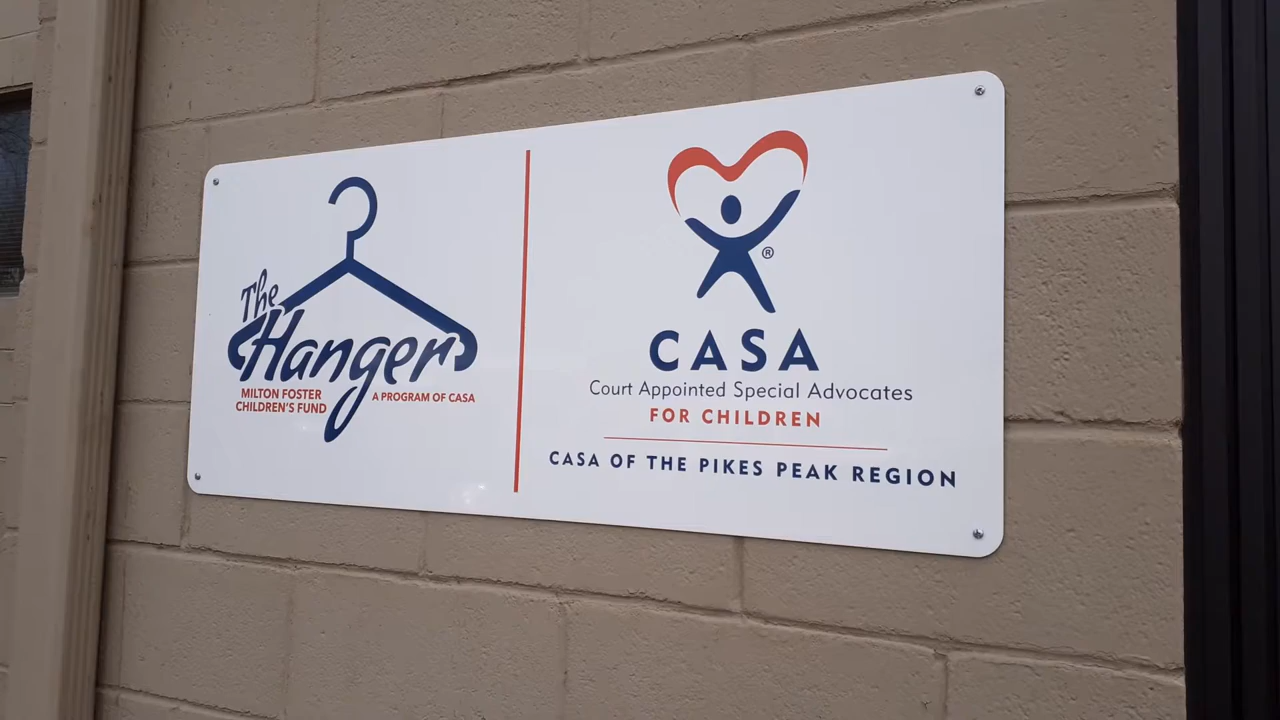 The
Hanger
MILTON FOSTER
CHILDREN'S FUND
A PROGRAM OF CASA
®
CASA
Court Appointed Special Advocates
FOR CHILDREN
CASA OF THE PIKES PEAK REGION